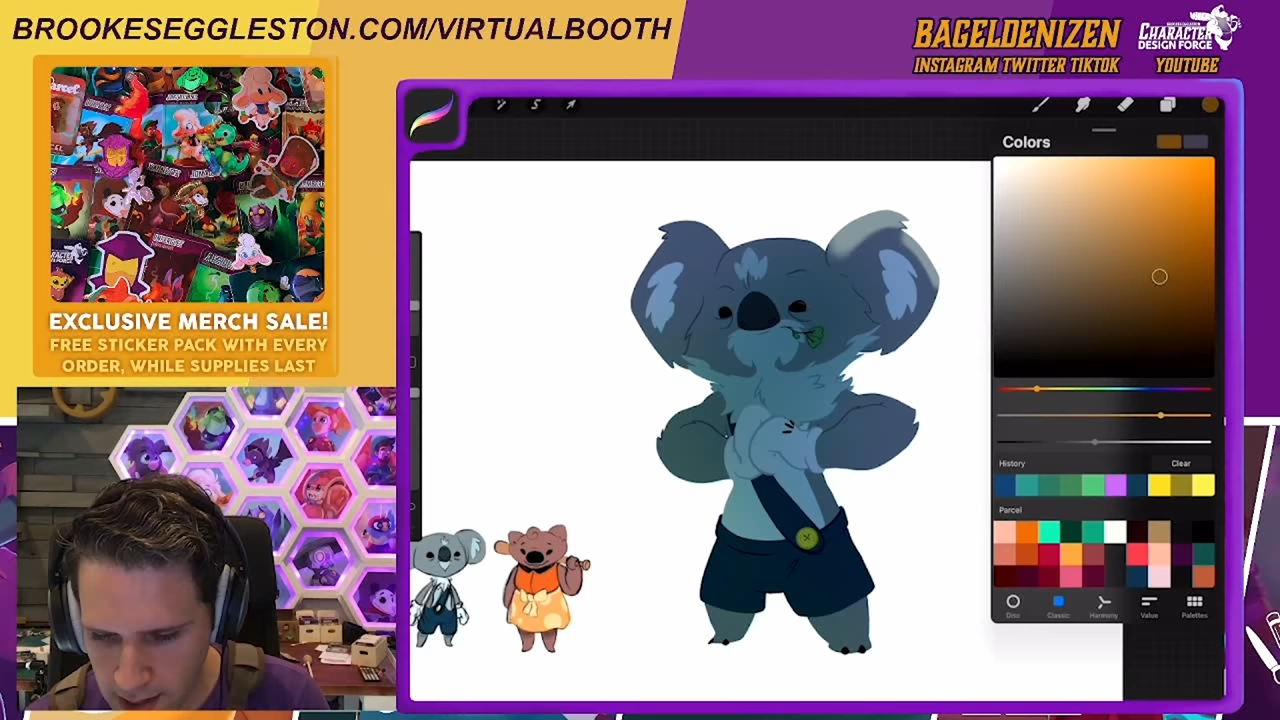 BROOKESEGGLESTON.COM/VIRTUALBOOTH
BAGELDENIZEN
INSTAGRAM TWITTER TIKTOK
CHARACTER
DESIGN FORGE
YOUTUBE
EXCLUSIVE MERCH SALE!
FREE STICKER PACK WITH EVERY
ORDER, WHILE SUPPLIES LAST
Colors
History
Clear
Parcel
Disc
Classic
Harmony
Value
Palettes